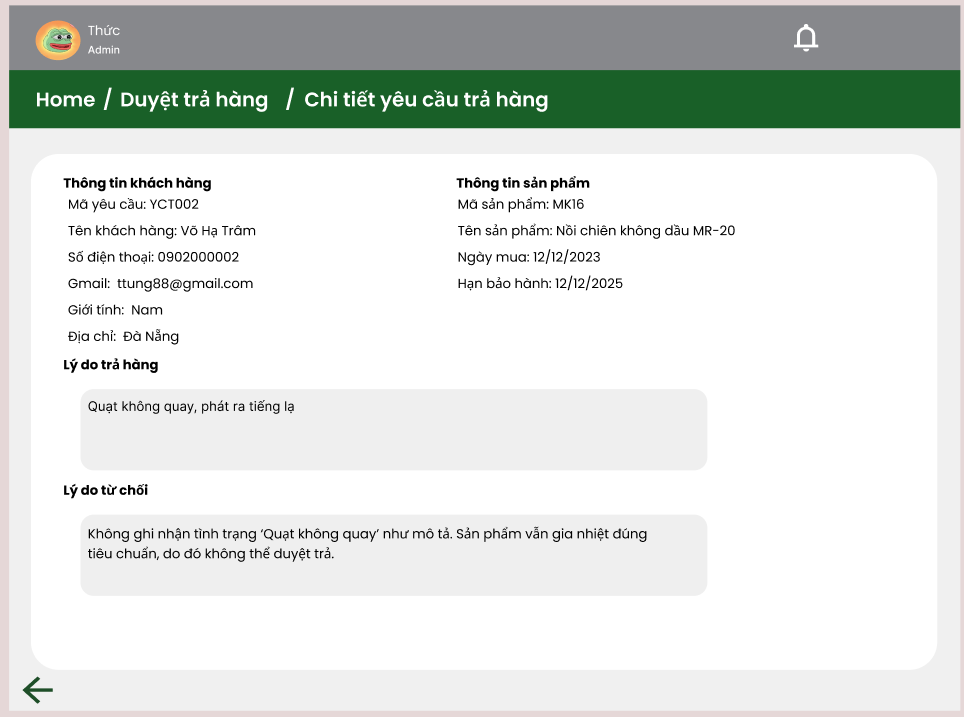 Thức
Admin
Home / Duyệt trả hàng / Chi tiết yêu cầu trả hàng
Thông tin khách hàng
Mã yêu cầu: YCT002
Tên khách hàng: Võ Hạ Trâm
Số điện thoại: 0902000002
Gmail: ttung88@gmail.com
Giới tính: Nam
Địa chỉ: Đà Nẵng
Thông tin sản phẩm
Mã sản phẩm: MK16
Tên sản phẩm: Nồi chiên không dầu MR-20
Ngày mua: 12/12/2023
Hạn bảo hành: 12/12/2025
Lý do trả hàng
Quạt không quay, phát ra tiếng lạ
Lý do từ chối
Không ghi nhận tình trạng ‘Quạt không quay’ như mô tả. Sản phẩm vẫn gia nhiệt đúng
tiêu chuẩn, do đó không thể duyệt trả.